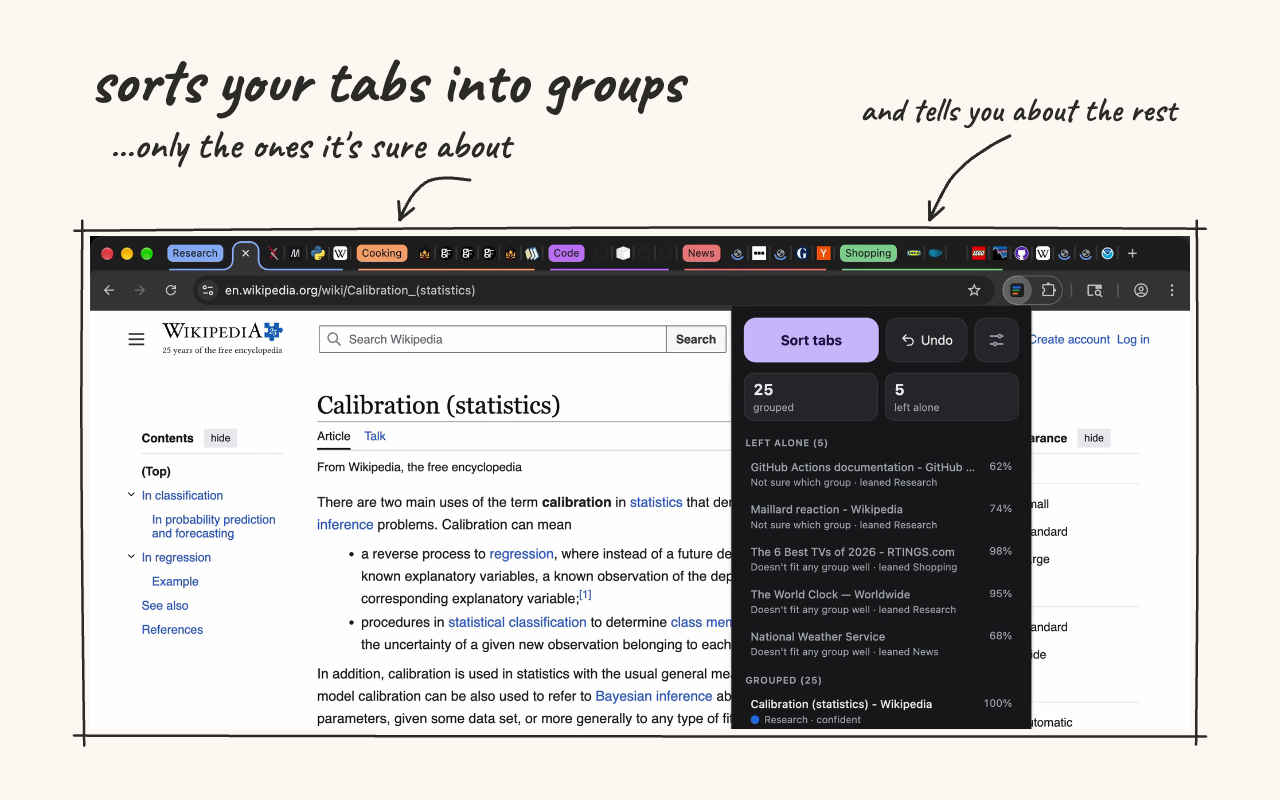 sorts your tabs into groups
...only the ones it's sure about
and tells you about the rest
Research
Cooking
Code
News
Shopping
en.wikipedia.org/wiki/Calibration_(statistics)
WIKIPEDIA
25 years of the free encyclopedia
Search Wikipedia
Search
Create account Log in
Contents hide
(Top)
In classification
In probability prediction
and forecasting
In regression
Example
See also
References
Calibration (statistics)
Article Talk
From Wikipedia, the free encyclopedia
There are two main uses of the term calibration in statistics that
inference problems. Calibration can mean
• a reverse process to regression, where instead of a future
known explanatory variables, a known observation of the
corresponding explanatory variable;[1]
• procedures in statistical classification to determine class
the uncertainty of a given new observation belonging to each
In addition, calibration is used in statistics with the usual general
model calibration can be also used to refer to Bayesian inference
parameters, given some data set, or more generally to any type of
Sort tabs
Undo
25
grouped
5
left alone
LEFT ALONE (5)
GitHub Actions documentation - GitHub ... 62%
Not sure which group · leaned Research
Maillard reaction - Wikipedia 74%
Not sure which group · leaned Research
The 6 Best TVs of 2026 - RTINGS.com 98%
Doesn't fit any group well · leaned Shopping
The World Clock — Worldwide 95%
Doesn't fit any group well · leaned Research
National Weather Service 68%
Doesn't fit any group well · leaned News
GROUPED (25)
Calibration (statistics) - Wikipedia 100%
Research · confident
hide